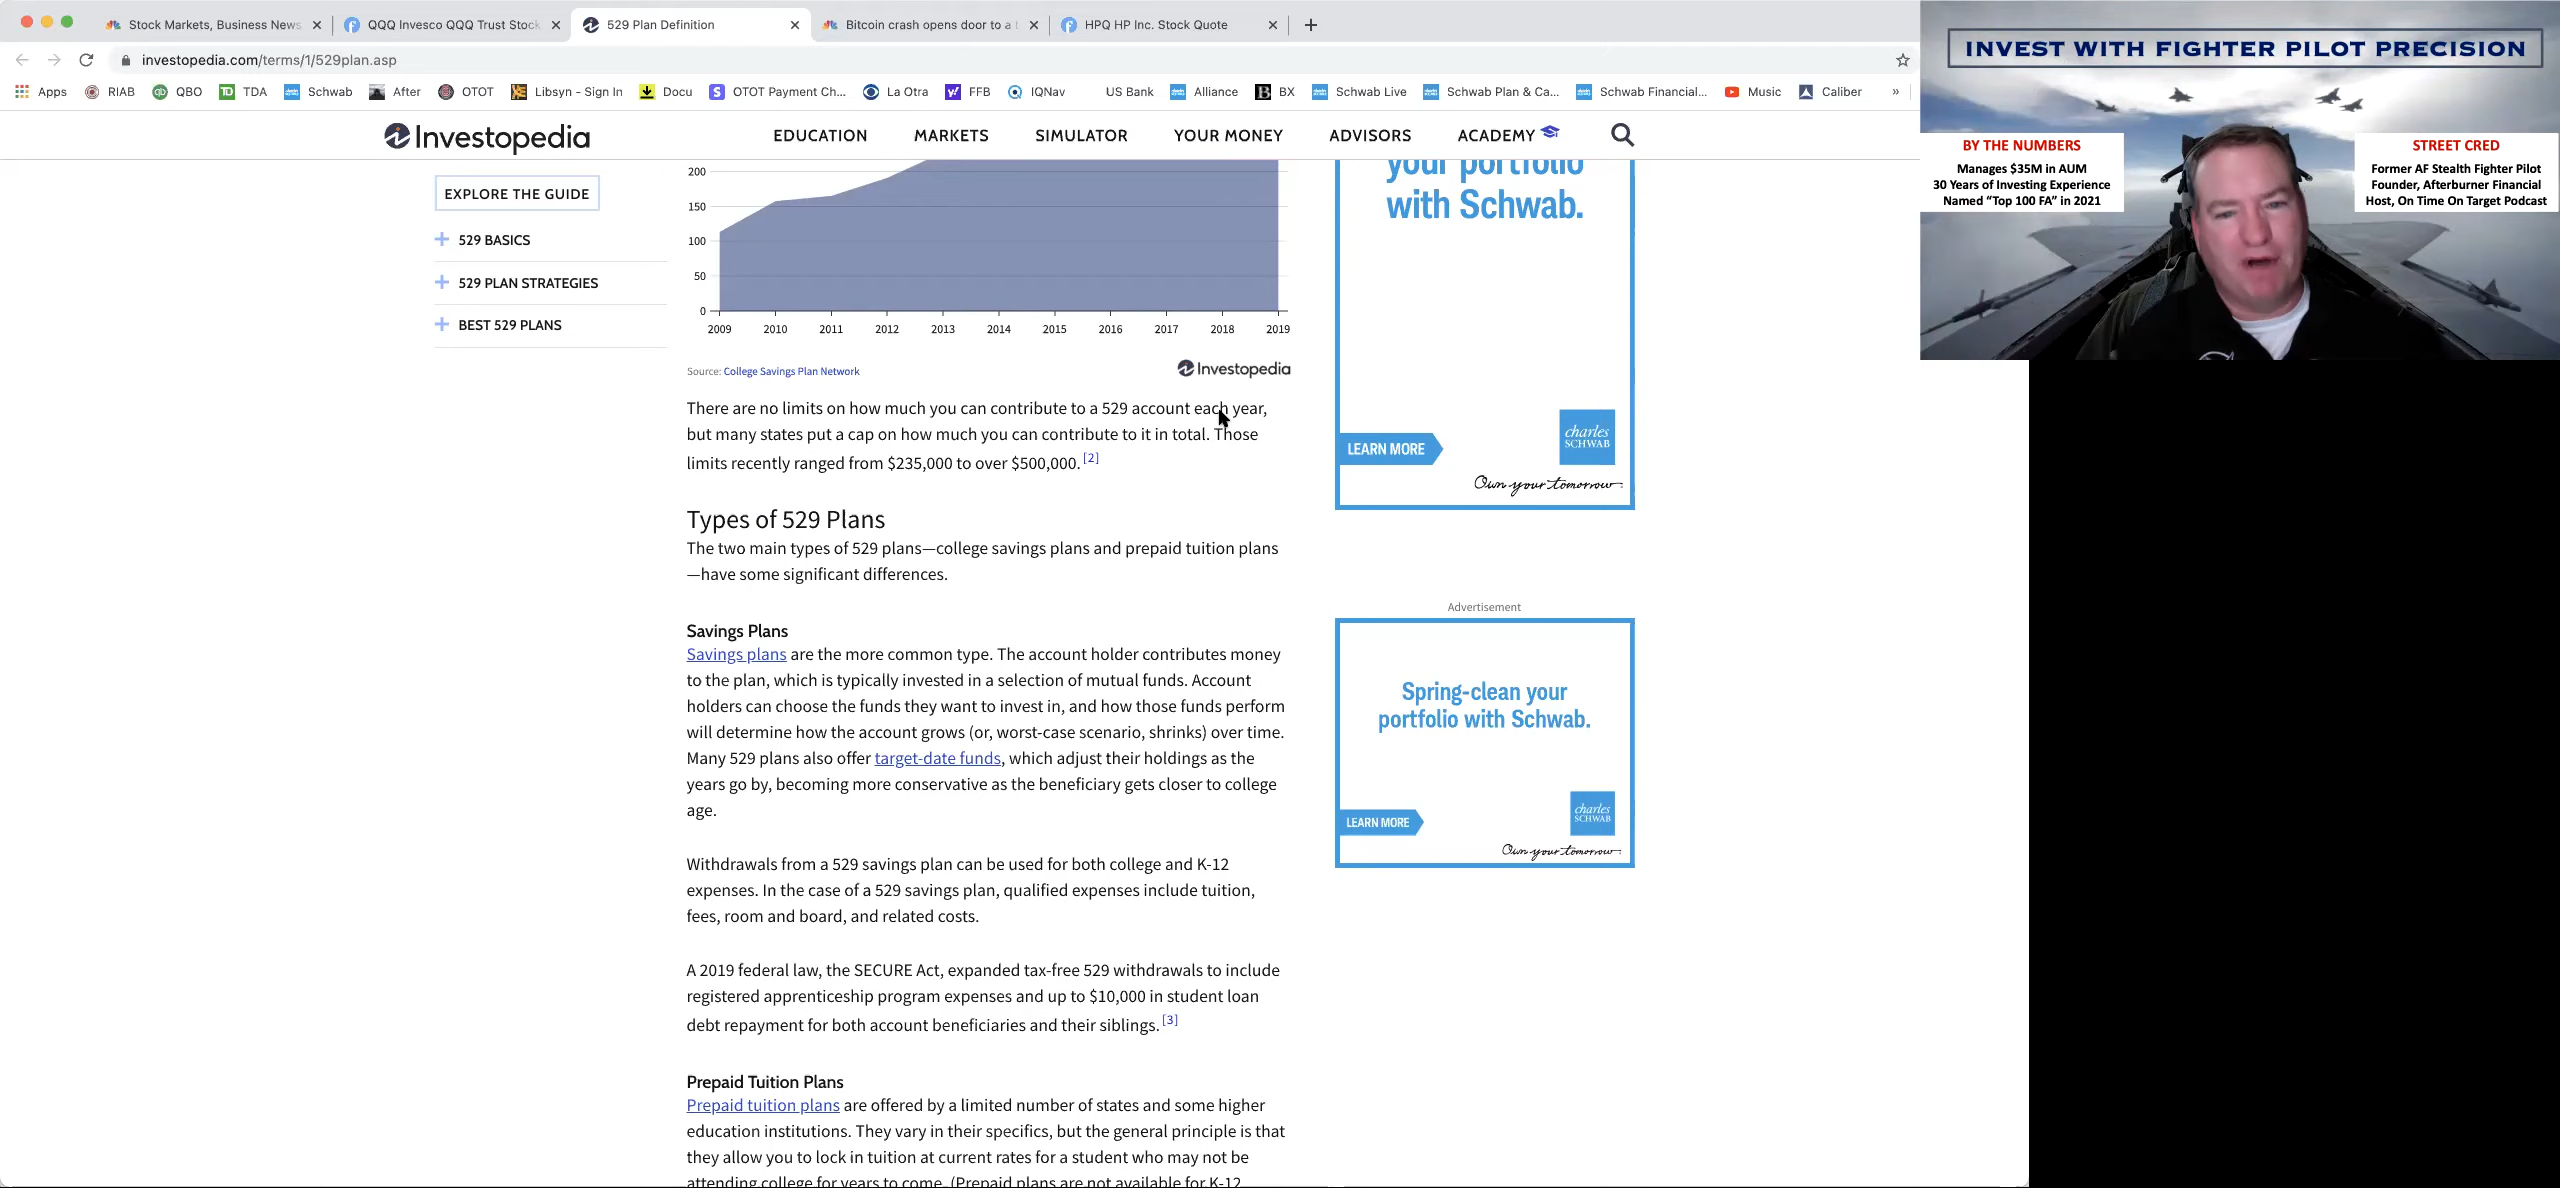 Stock Markets, Business News
QQQ Invesco QQQ Trust Stock
529 Plan Definition
Bitcoin crash opens door to a
HPQ HP Inc. Stock Quote
investopedia.com/terms/1/529plan.asp
Apps RIAB QBO TDA Schwab After OTOT Libsyn - Sign In Docu OTOT Payment Ch... La Otra FFB IQNav US Bank Alliance BX Schwab Live Schwab Plan & Ca... Schwab Financial... Music Caliber »
Investopedia
EDUCATION MARKETS SIMULATOR YOUR MONEY ADVISORS ACADEMY
EXPLORE THE GUIDE
+ 529 BASICS
+ 529 PLAN STRATEGIES
+ BEST 529 PLANS
200
150
100
50
0
2009 2010 2011 2012 2013 2014 2015 2016 2017 2018 2019
Source: College Savings Plan Network
Investopedia
There are no limits on how much you can contribute to a 529 account each year,
but many states put a cap on how much you can contribute to it in total. Those
limits recently ranged from $235,000 to over $500,000. [2]
Types of 529 Plans
The two main types of 529 plans—college savings plans and prepaid tuition plans
—have some significant differences.
Savings Plans
Savings plans are the more common type. The account holder contributes money
to the plan, which is typically invested in a selection of mutual funds. Account
holders can choose the funds they want to invest in, and how those funds perform
will determine how the account grows (or, worst-case scenario, shrinks) over time.
Many 529 plans also offer target-date funds, which adjust their holdings as the
years go by, becoming more conservative as the beneficiary gets closer to college
age.
Withdrawals from a 529 savings plan can be used for both college and K-12
expenses. In the case of a 529 savings plan, qualified expenses include tuition,
fees, room and board, and related costs.
A 2019 federal law, the SECURE Act, expanded tax-free 529 withdrawals to include
registered apprenticeship program expenses and up to $10,000 in student loan
debt repayment for both account beneficiaries and their siblings. [3]
Prepaid Tuition Plans
Prepaid tuition plans are offered by a limited number of states and some higher
education institutions. They vary in their specifics, but the general principle is that
they allow you to lock in tuition at current rates for a student who may not be
attending college for years to come. (Prepaid plans are not available for K-12
your portfolio
with Schwab.
LEARN MORE
charles
SCHWAB
Own your tomorrow
Advertisement
Spring-clean your
portfolio with Schwab.
LEARN MORE
charles
SCHWAB
Own your tomorrow
INVEST WITH FIGHTER PILOT PRECISION
BY THE NUMBERS
Manages $35M in AUM
30 Years of Investing Experience
Named “Top 100 FA” in 2021
STREET CRED
Former AF Stealth Fighter Pilot
Founder, Afterburner Financial
Host, On Time On Target Podcast